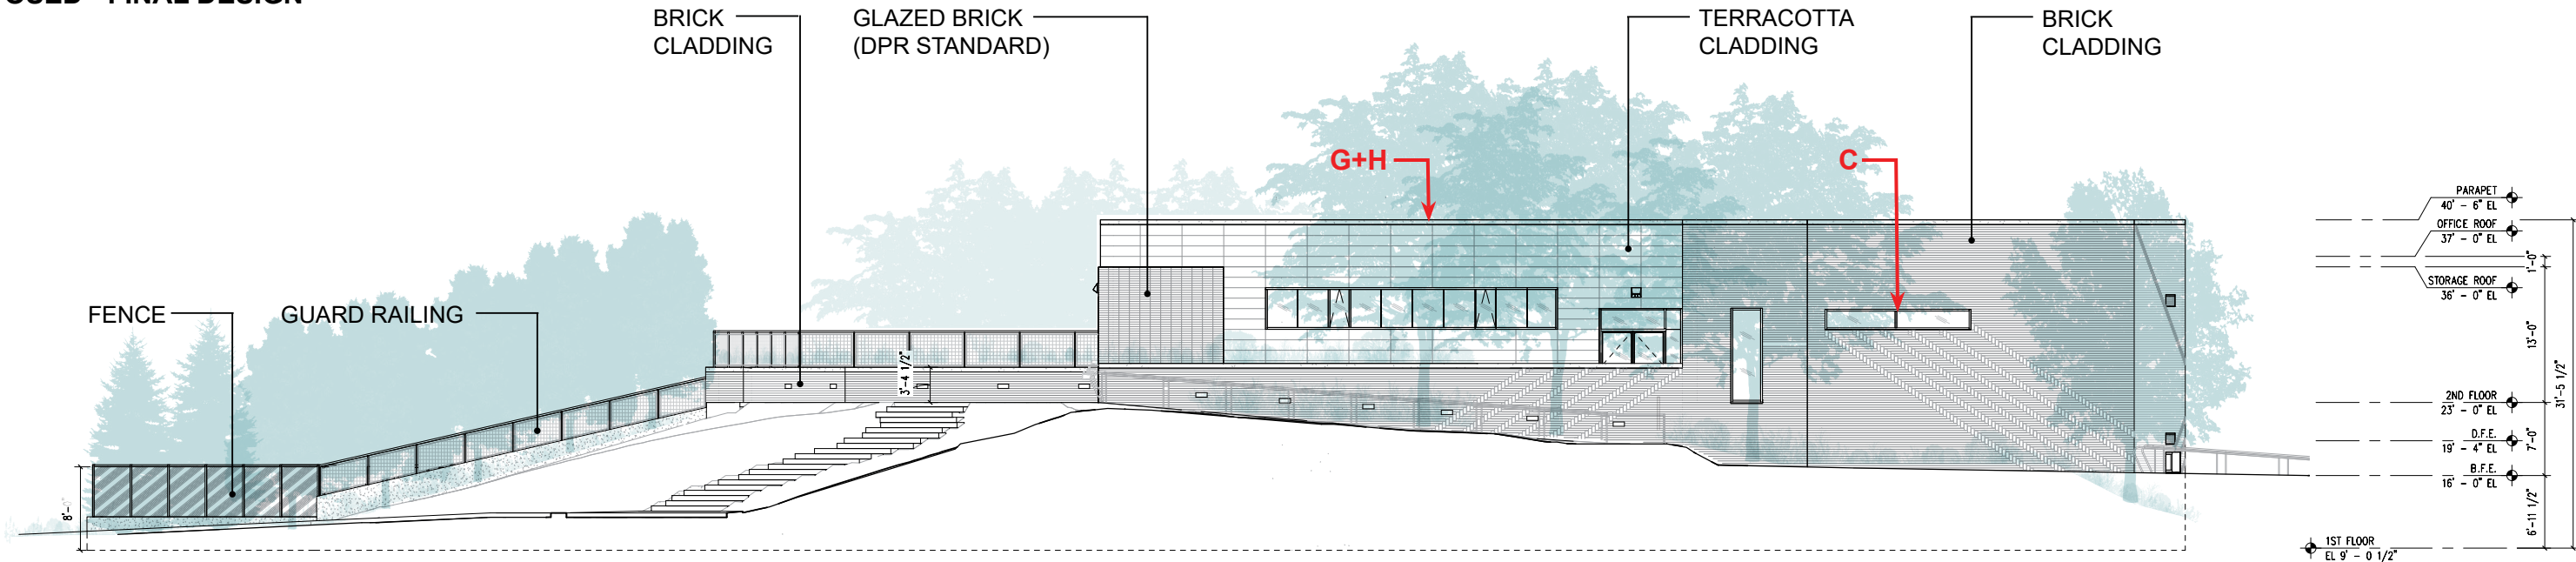 FINAL DESIGN
BRICK
CLADDING
GLAZED BRICK
(DPR STANDARD)
TERRACOTTA
CLADDING
BRICK
CLADDING
G+H
C
FENCE
GUARD RAILING
3'-4 1/2"
8'-0"
PARAPET
40' - 6" EL
OFFICE ROOF
37' - 0" EL
1'-0"
STORAGE ROOF
36' - 0" EL
13'-0"
31'-5 1/2"
2ND FLOOR
23' - 0" EL
D.F.E.
19' - 4" EL
7'-0"
B.F.E.
16' - 0" EL
6'-11 1/2"
1ST FLOOR
EL 9' - 0 1/2"